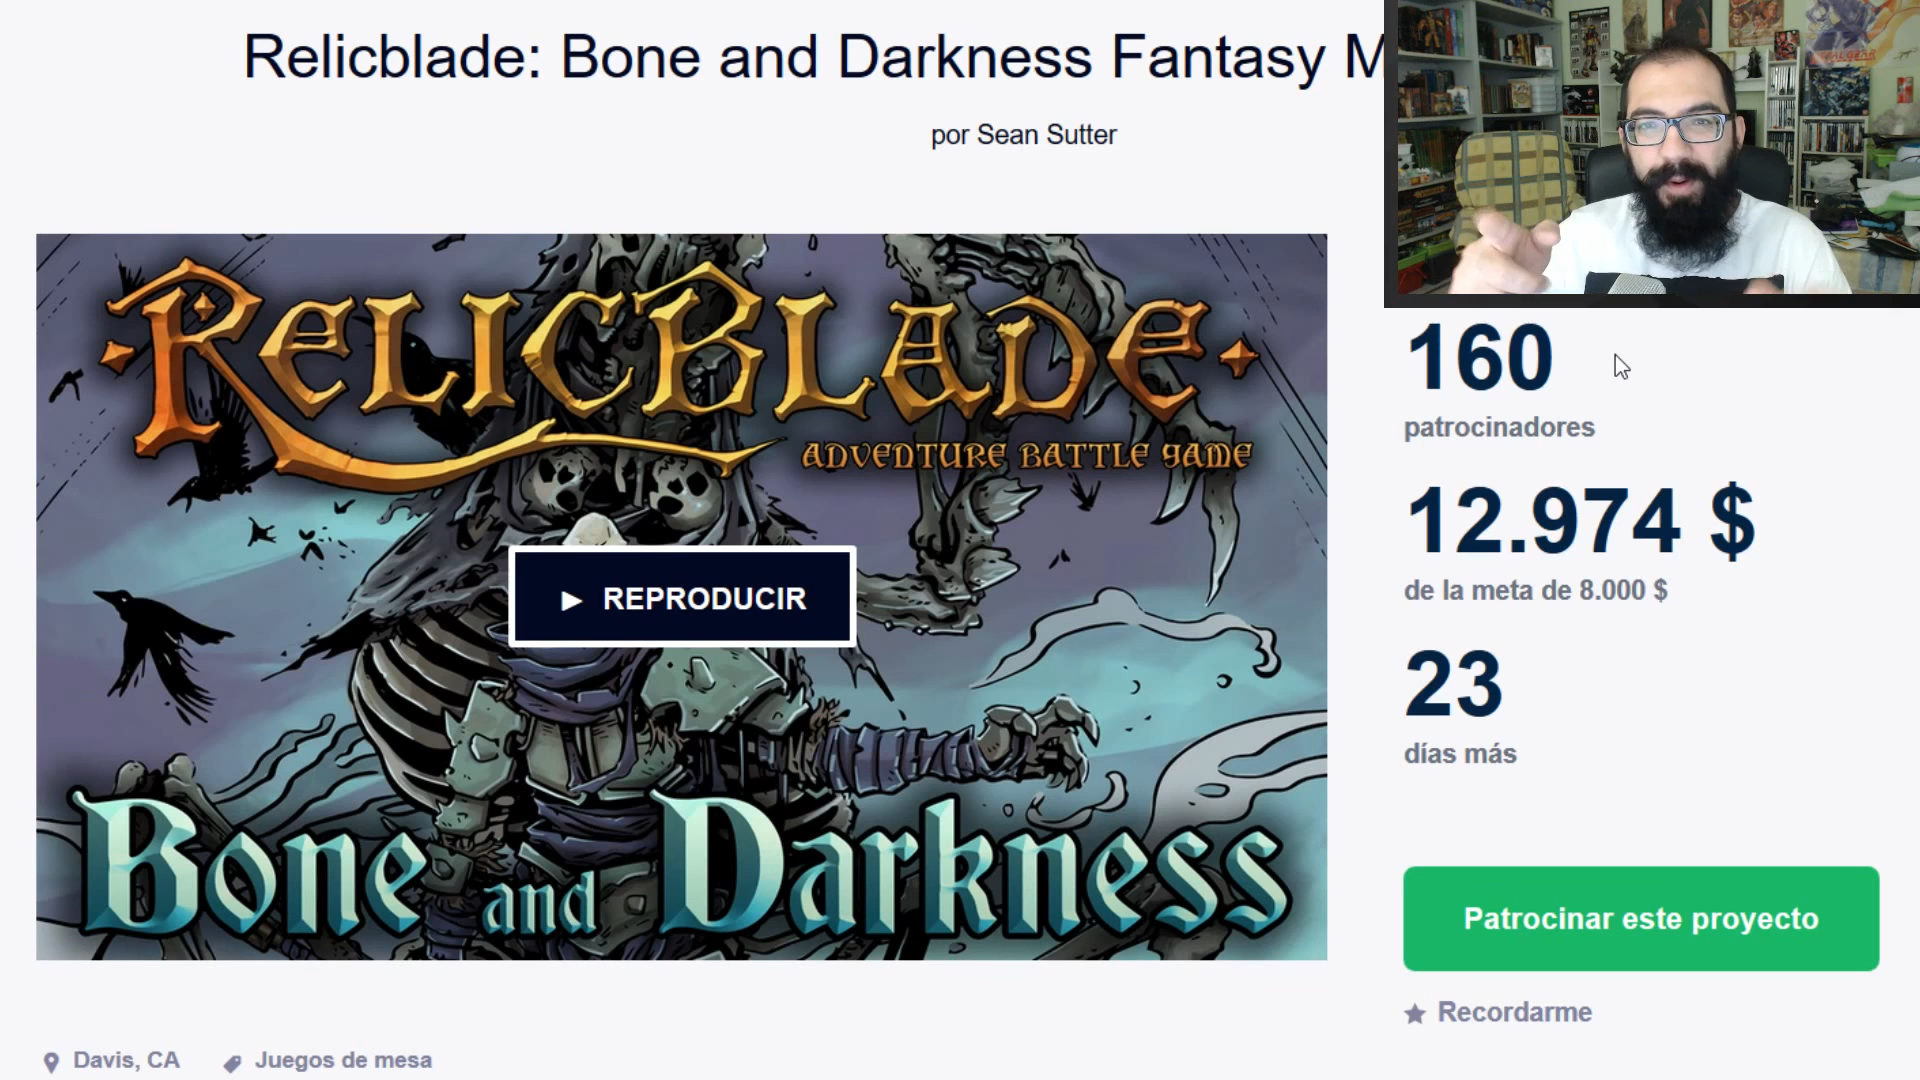 Relicblade: Bone and Darkness Fantasy M
por Sean Sutter
RELICBLADE
ADVENTURE BATTLE GAME
REPRODUCIR
Bone and Darkness
160
patrocinadores
12.974 $
de la meta de 8.000 $
23
días más
Patrocinar este proyecto
Recordarme
Davis, CA
Juegos de mesa